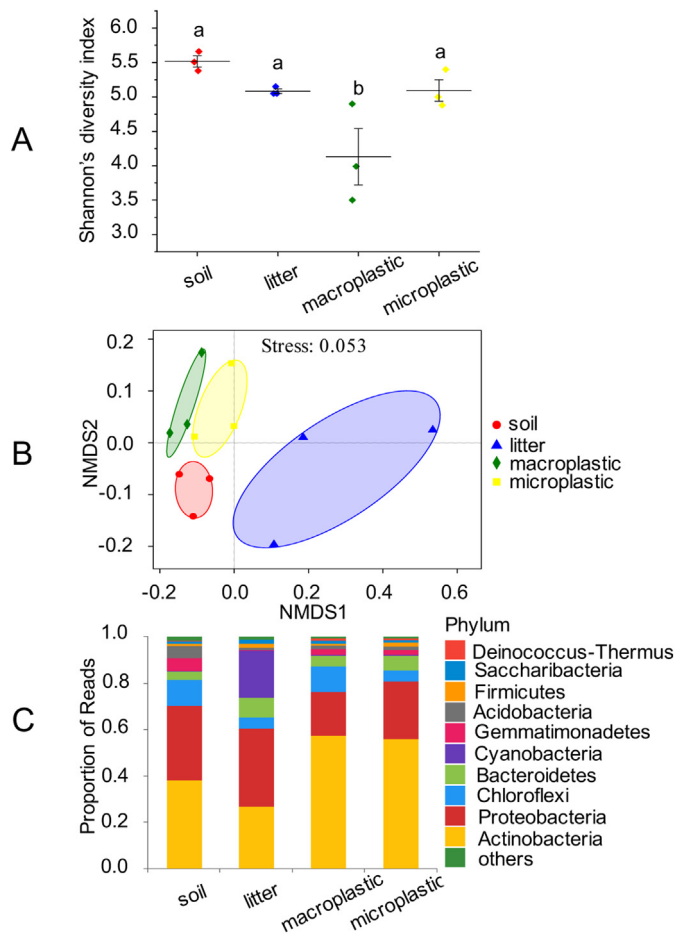 A
Shannon's diversity index
5.5
5.0
4.5
4.0
3.5
3.0
a
a
b
a
soil
litter
macroplastic
microplastic
B
NMDS2
0.2
0.1
0.0
-0.1
-0.2
Stress: 0.053
-0.2
0.0
0.2
0.4
0.6
NMDS1
soil
litter
macroplastic
microplastic
C
Proportion of Reads
1.0
0.8
0.6
0.4
0.2
0.0
soil
litter
macroplastic
microplastic
Phylum
Deinococcus-Thermus
Saccharibacteria
Firmicutes
Acidobacteria
Gemmatimonadetes
Cyanobacteria
Bacteroidetes
Chloroflexi
Proteobacteria
Actinobacteria
others